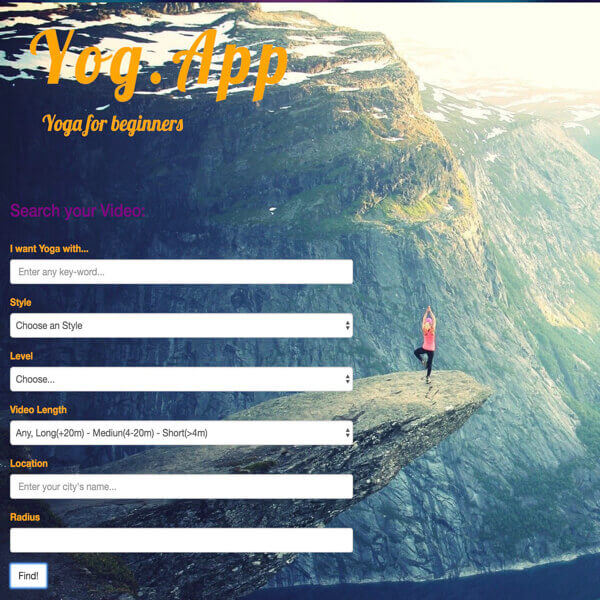 Yog.App
Yoga for beginners
Search your Video:
I want Yoga with...
Enter any key-word...
Style
Choose an Style
Level
Choose...
Video Length
Any, Long(+20m) - Mediun(4-20m) - Short(>4m)
Location
Enter your city's name...
Radius
Find!